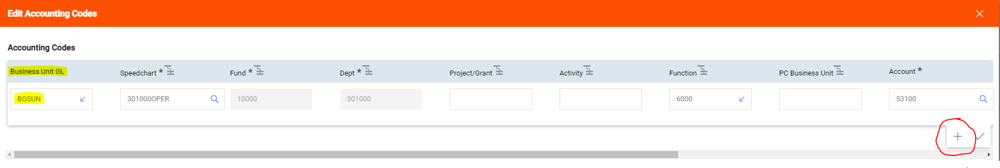 Edit Accounting Codes
Accounting Codes
Business Unit GL Speedchart * Fund * Dept * Project/Grant Activity Function PC Business Unit Account *
BGSUN 301000OPER 10000 301000 6000 53100